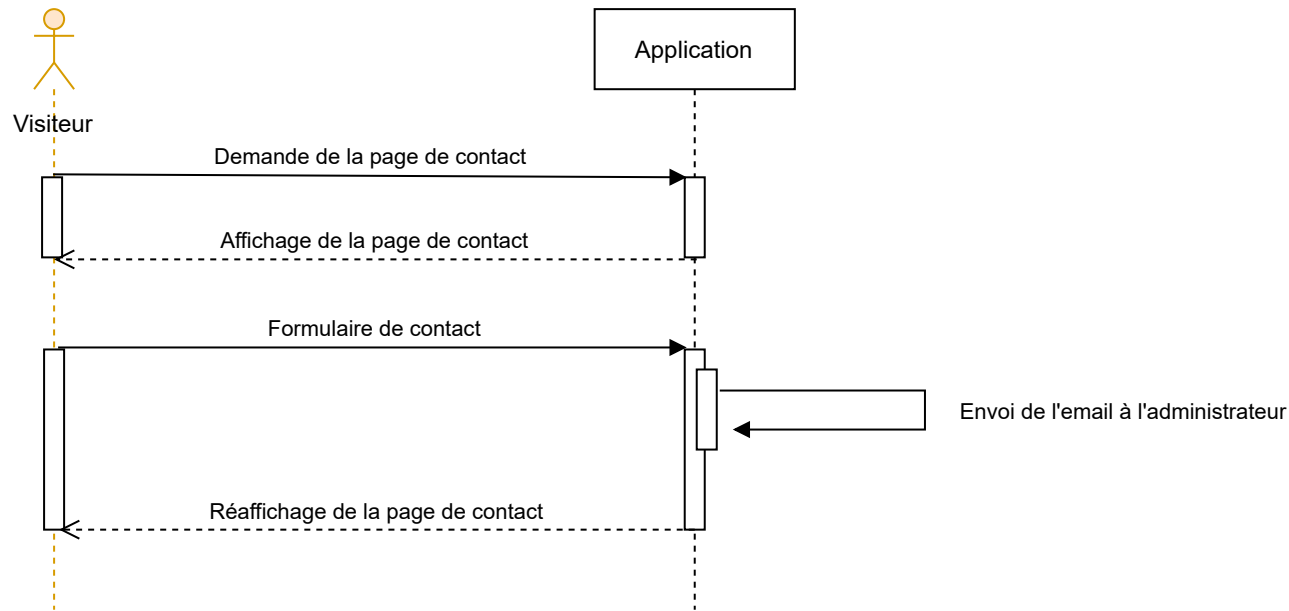 Application
Visiteur
Demande de la page de contact
Affichage de la page de contact
Formulaire de contact
Envoi de l'email à l'administrateur
Réaffichage de la page de contact